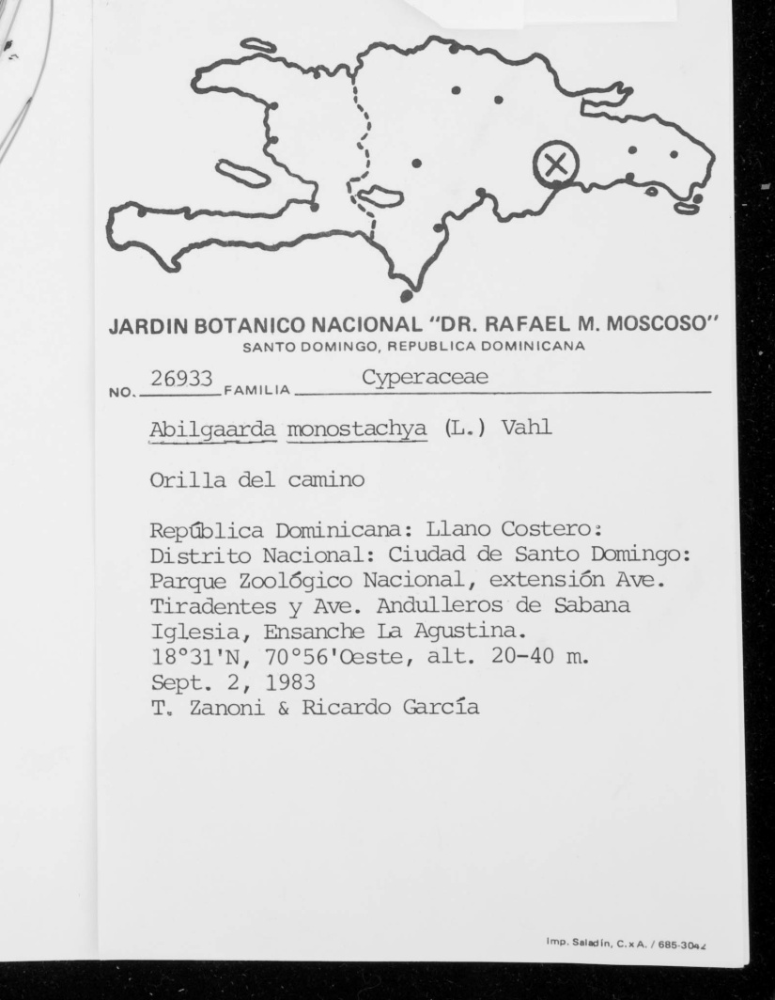 JARDIN BOTANICO NACIONAL "DR. RAFAEL M. MOSCOSO"
SANTO DOMINGO, REPUBLICA DOMINICANA
NO. 26933 FAMILIA Cyperaceae
Abilgaarda monostachya (L.) Vahl
Orilla del camino
República Dominicana: Llano Costero:
Distrito Nacional: Ciudad de Santo Domingo:
Parque Zoológico Nacional, extensión Ave.
Tiradentes y Ave. Andulleros de Sabana
Iglesia, Ensanche La Agustina.
18°31'N, 70°56'Oeste, alt. 20-40 m.
Sept. 2, 1983
T. Zanoni & Ricardo García
Imp. Saladín, C.xA. / 685-3042